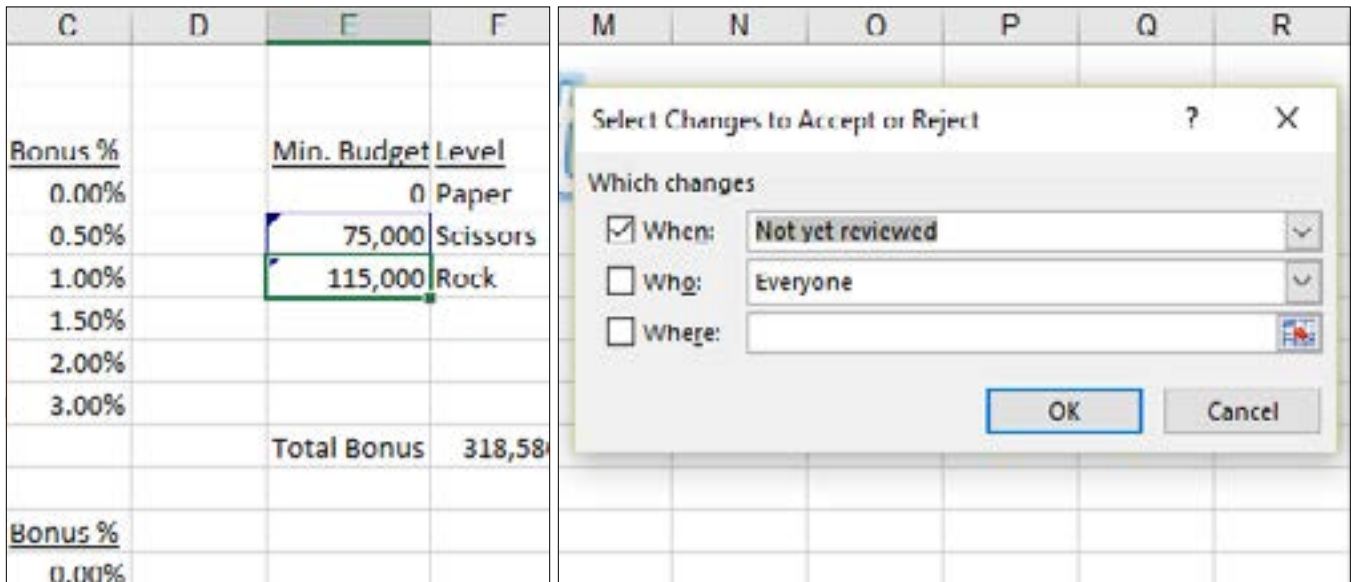 C D E F
Bonus % Min. Budget Level
0.00% 0 Paper
0.50% 75,000 Scissors
1.00% 115,000 Rock
1.50%
2.00%
3.00%
Total Bonus 318,58
Bonus %
0.00%
M N O P Q R
Select Changes to Accept or Reject ? X
Which changes
When: Not yet reviewed
Who: Everyone
Where:
OK Cancel